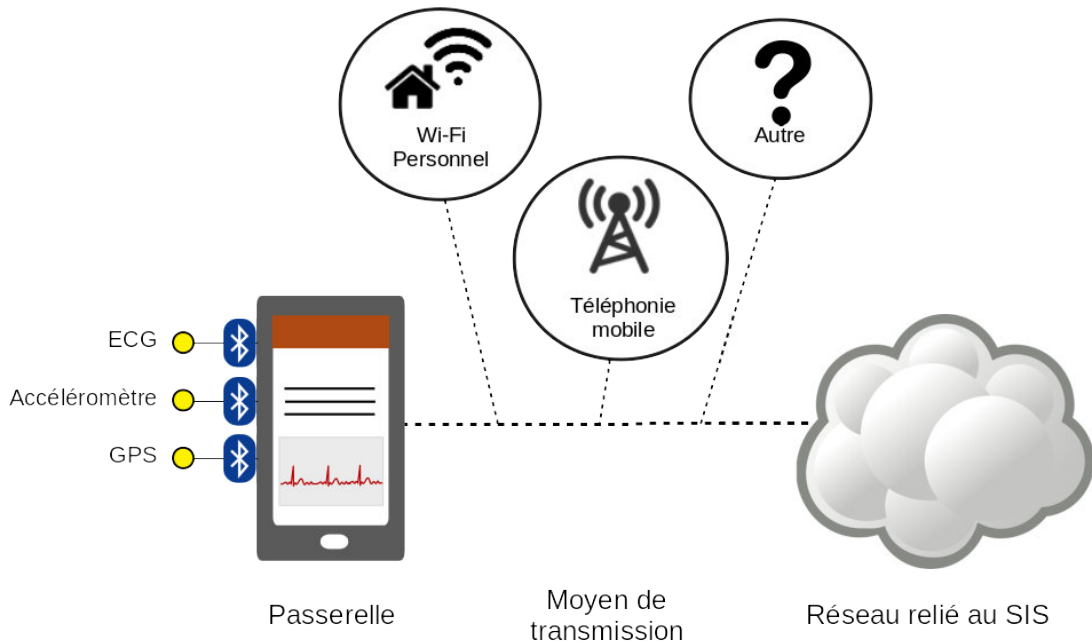 Wi-Fi
Personnel
Autre
Téléphonie
mobile
ECG
Accéléromètre
GPS
Passerelle
Moyen de
transmission
Réseau relié au SIS